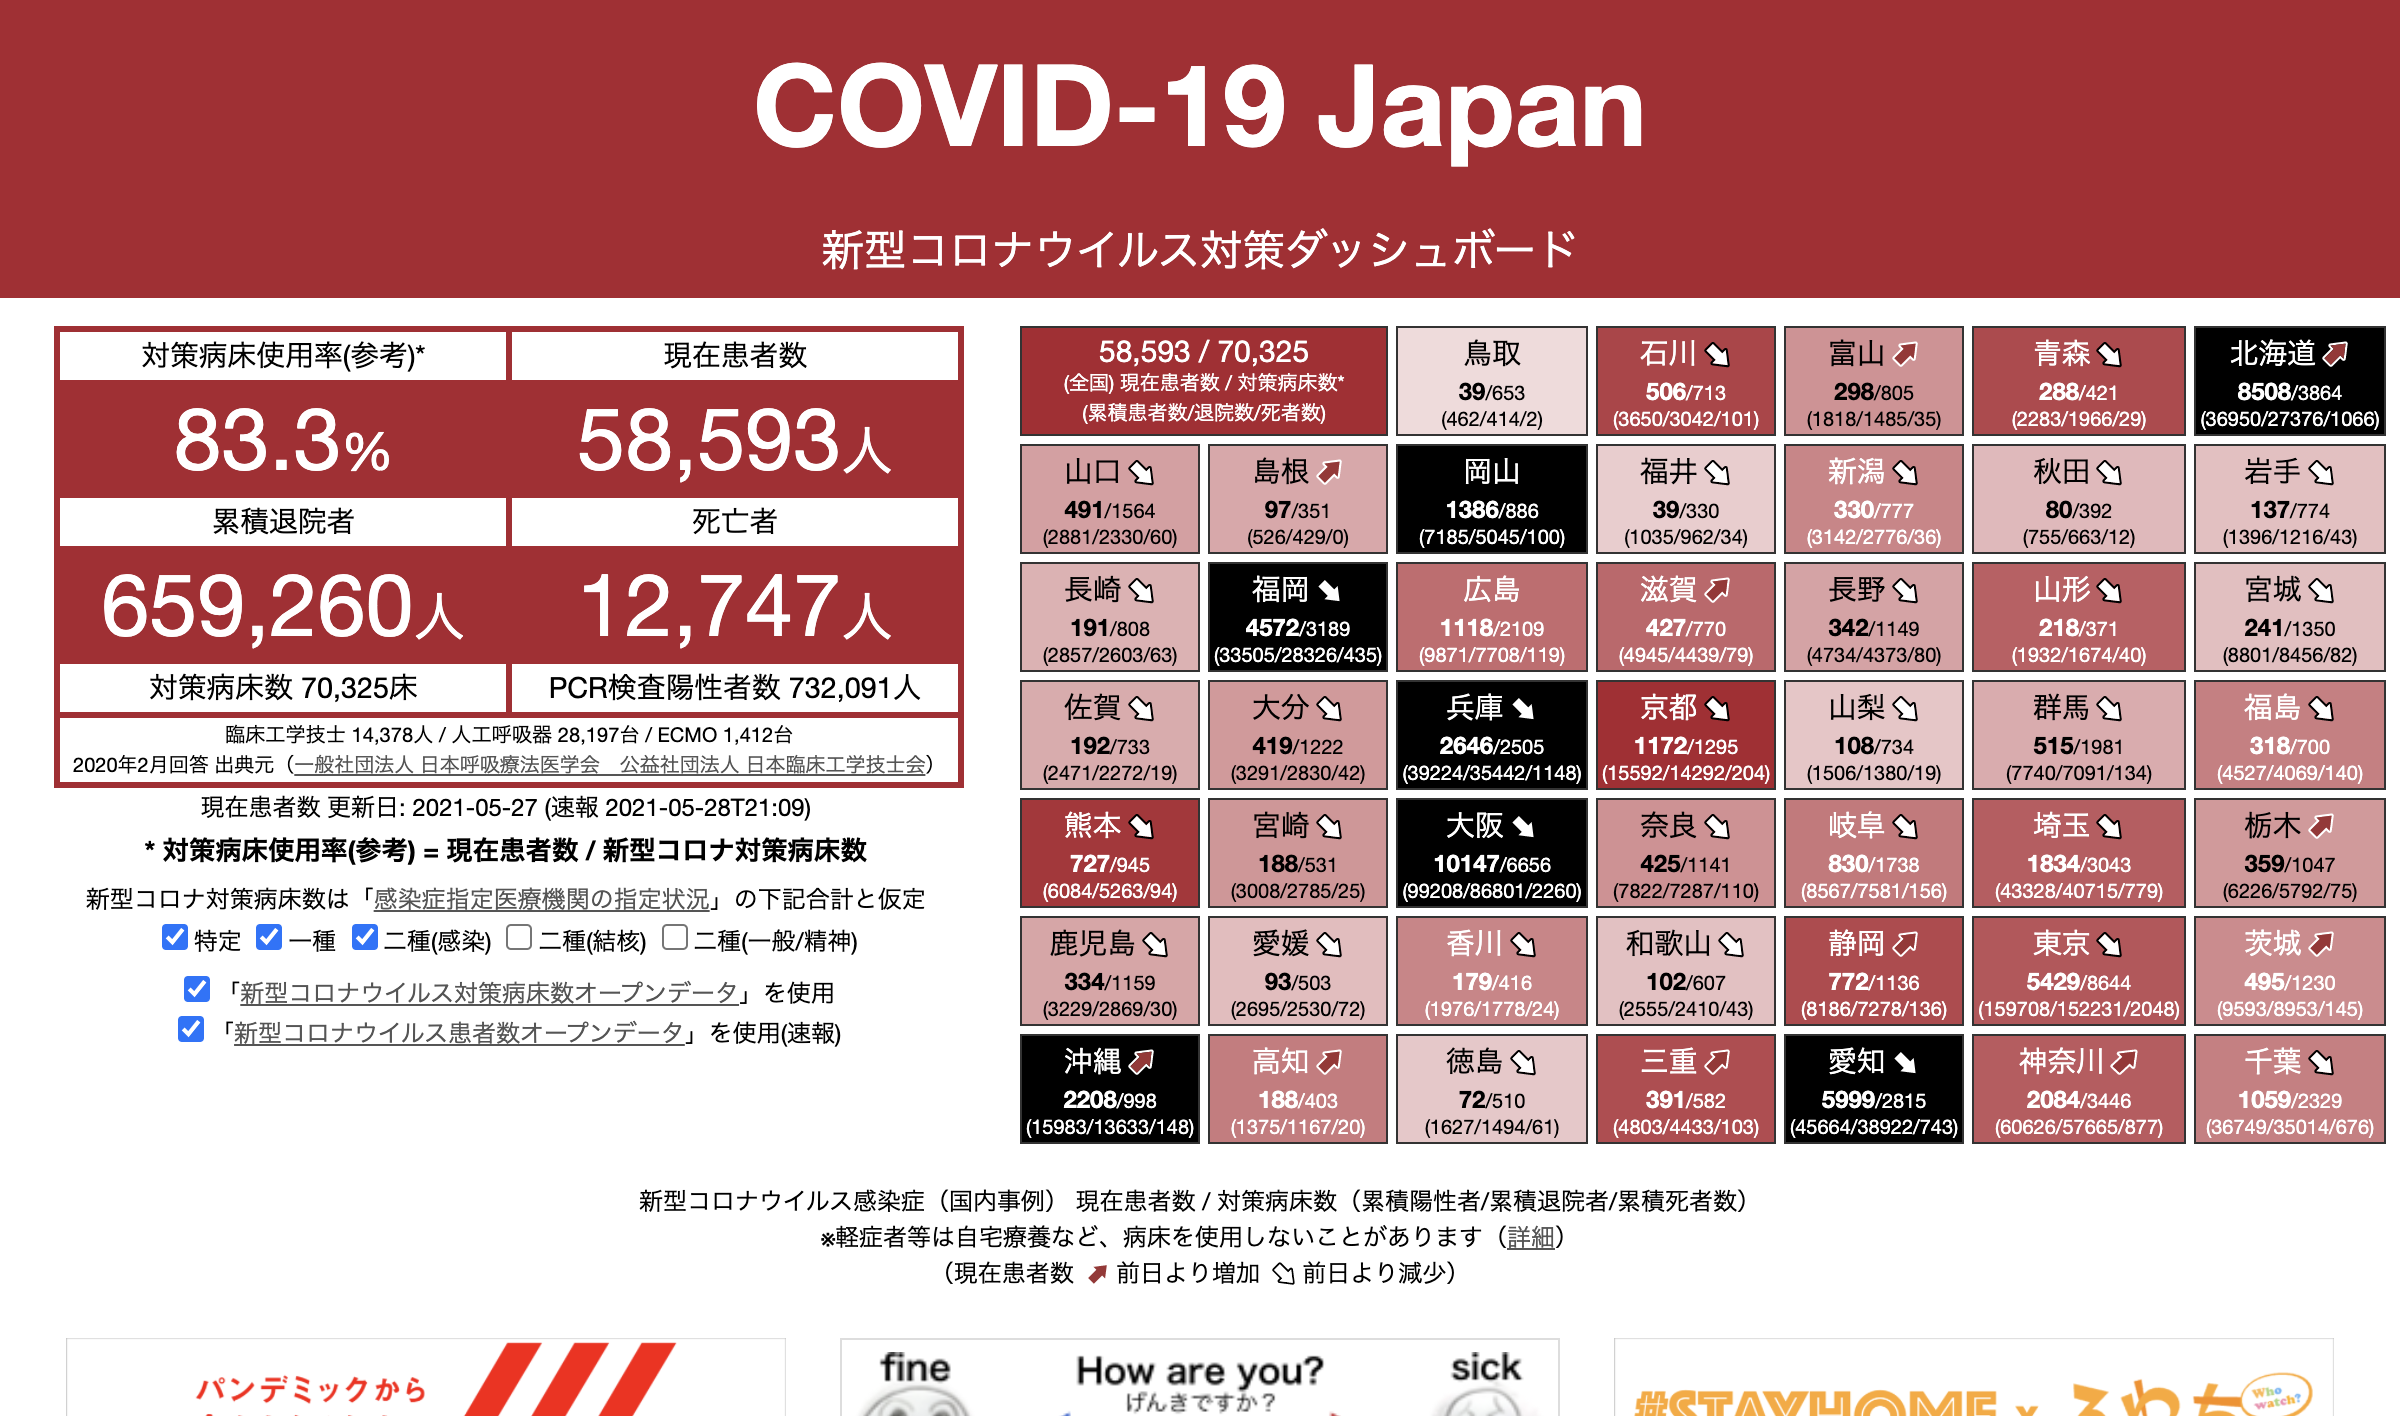 COVID-19 Japan
新型コロナウイルス対策ダッシュボード
対策病床使用率(参考)*
現在患者数
83.3%
58,593人
累積退院者
死亡者
659,260人
12,747人
対策病床数 70,325床
PCR検査陽性者数 732,091人
臨床工学技士 14,378人 / 人工呼吸器 28,197台 / ECMO 1,412台
2020年2月回答 出典元（一般社団法人 日本呼吸療法医学会　公益社団法人 日本臨床工学技士会）
現在患者数 更新日: 2021-05-27 (速報 2021-05-28T21:09)
* 対策病床使用率(参考) = 現在患者数 / 新型コロナ対策病床数
新型コロナ対策病床数は「感染症指定医療機関の指定状況」の下記合計と仮定
特定 一種 二種(感染) 二種(結核) 二種(一般/精神)
「新型コロナウイルス対策病床数オープンデータ」を使用
「新型コロナウイルス患者数オープンデータ」を使用(速報)
58,593 / 70,325
(全国) 現在患者数 / 対策病床数*
(累積患者数/退院数/死者数)
鳥取
39/653
(462/414/2)
石川
506/713
(3650/3042/101)
富山
298/805
(1818/1485/35)
青森
288/421
(2283/1966/29)
北海道
8508/3864
(36950/27376/1066)
山口
491/1564
(2881/2330/60)
島根
97/351
(526/429/0)
岡山
1386/886
(7185/5045/100)
福井
39/330
(1035/962/34)
新潟
330/777
(3142/2776/36)
秋田
80/392
(755/663/12)
岩手
137/774
(1396/1216/43)
長崎
191/808
(2857/2603/63)
福岡
4572/3189
(33505/28326/435)
広島
1118/2109
(9871/7708/119)
滋賀
427/770
(4945/4439/79)
長野
342/1149
(4734/4373/80)
山形
218/371
(1932/1674/40)
宮城
241/1350
(8801/8456/82)
佐賀
192/733
(2471/2272/19)
大分
419/1222
(3291/2830/42)
兵庫
2646/2505
(39224/35442/1148)
京都
1172/1295
(15592/14292/204)
山梨
108/734
(1506/1380/19)
群馬
515/1981
(7740/7091/134)
福島
318/700
(4527/4069/140)
熊本
727/945
(6084/5263/94)
宮崎
188/531
(3008/2785/25)
大阪
10147/6656
(99208/86801/2260)
奈良
425/1141
(7822/7287/110)
岐阜
830/1738
(8567/7581/156)
埼玉
1834/3043
(43328/40715/779)
栃木
359/1047
(6226/5792/75)
鹿児島
334/1159
(3229/2869/30)
愛媛
93/503
(2695/2530/72)
香川
179/416
(1976/1778/24)
和歌山
102/607
(2555/2410/43)
静岡
772/1136
(8186/7278/136)
東京
5429/8644
(159708/152231/2048)
茨城
495/1230
(9593/8953/145)
沖縄
2208/998
(15983/13633/148)
高知
188/403
(1375/1167/20)
徳島
72/510
(1627/1494/61)
三重
391/582
(4803/4433/103)
愛知
5999/2815
(45664/38922/743)
神奈川
2084/3446
(60626/57665/877)
千葉
1059/2329
(36749/35014/676)
新型コロナウイルス感染症（国内事例） 現在患者数 / 対策病床数（累積陽性者/累積退院者/累積死者数）
※軽症者等は自宅療養など、病床を使用しないことがあります（詳細）
（現在患者数 前日より増加 前日より減少）
パンデミックから
fine
How are you?
sick
げんきですか？
#STAYHOME x ふわっち
Who watch?